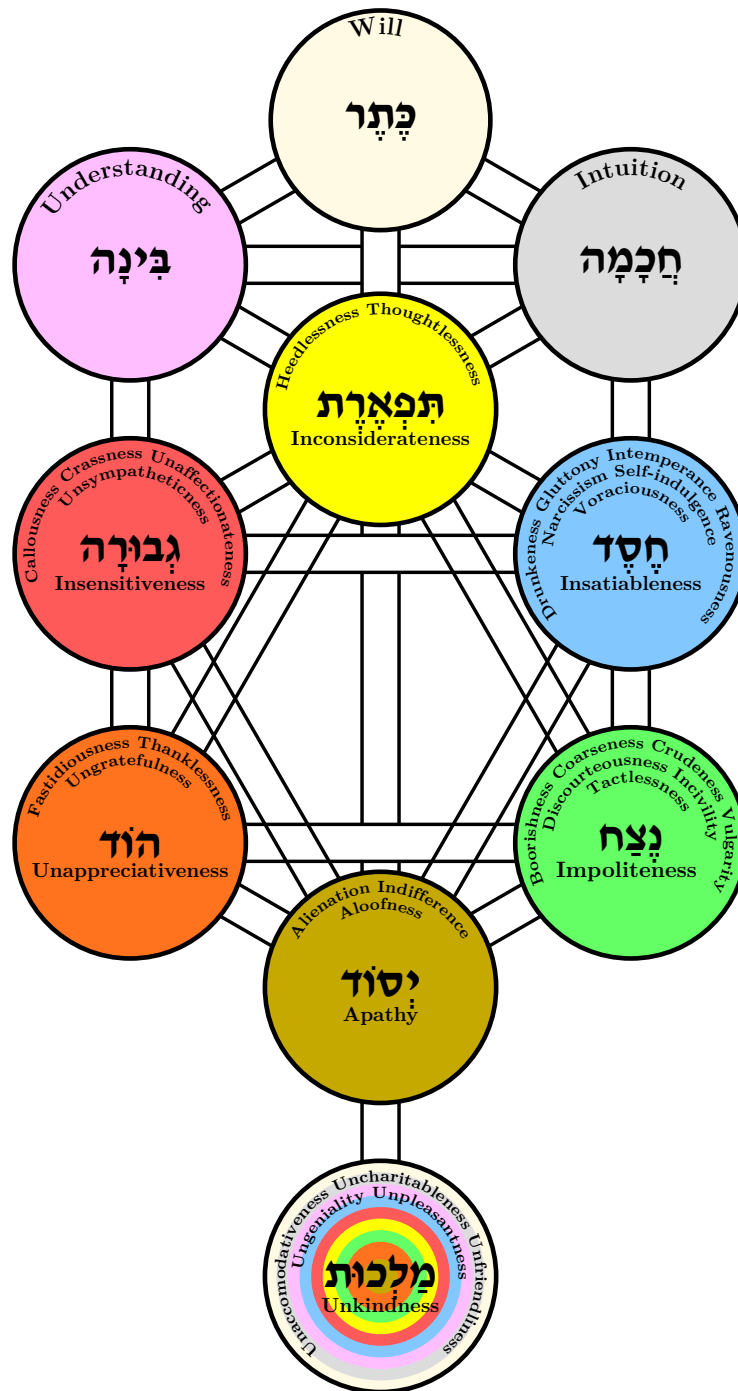 Will
כֶּתֶר
Understanding
בִּינָה
Intuition
חֲכָמָה
Heedlessness Thoughtlessness
תִּפְאֶרֶת
Inconsiderateness
Callousness Crassness Unaffectionateness
Unsympatheticness
גְּבוּרָה
Insensitiveness
Drunkeness Gluttony Intemperance Ravenousness
Narcissism Self-indulgence
Voraciousness
חֶסֶד
Insatiableness
Fastidiousness Thanklessness
Ungratefulness
הוֹד
Unappreciativeness
Boorishness Coarseness Crudeness Vulgarity
Discourteousness Incivility
Tactlessness
נֶצַח
Impoliteness
Alienation Indifference
Aloofness
יְסוֹד
Apathy
Unaccomodativeness Uncharitableness Unfriendliness
Ungeniality Unpleasantness
מַלְכוּת
Unkindness